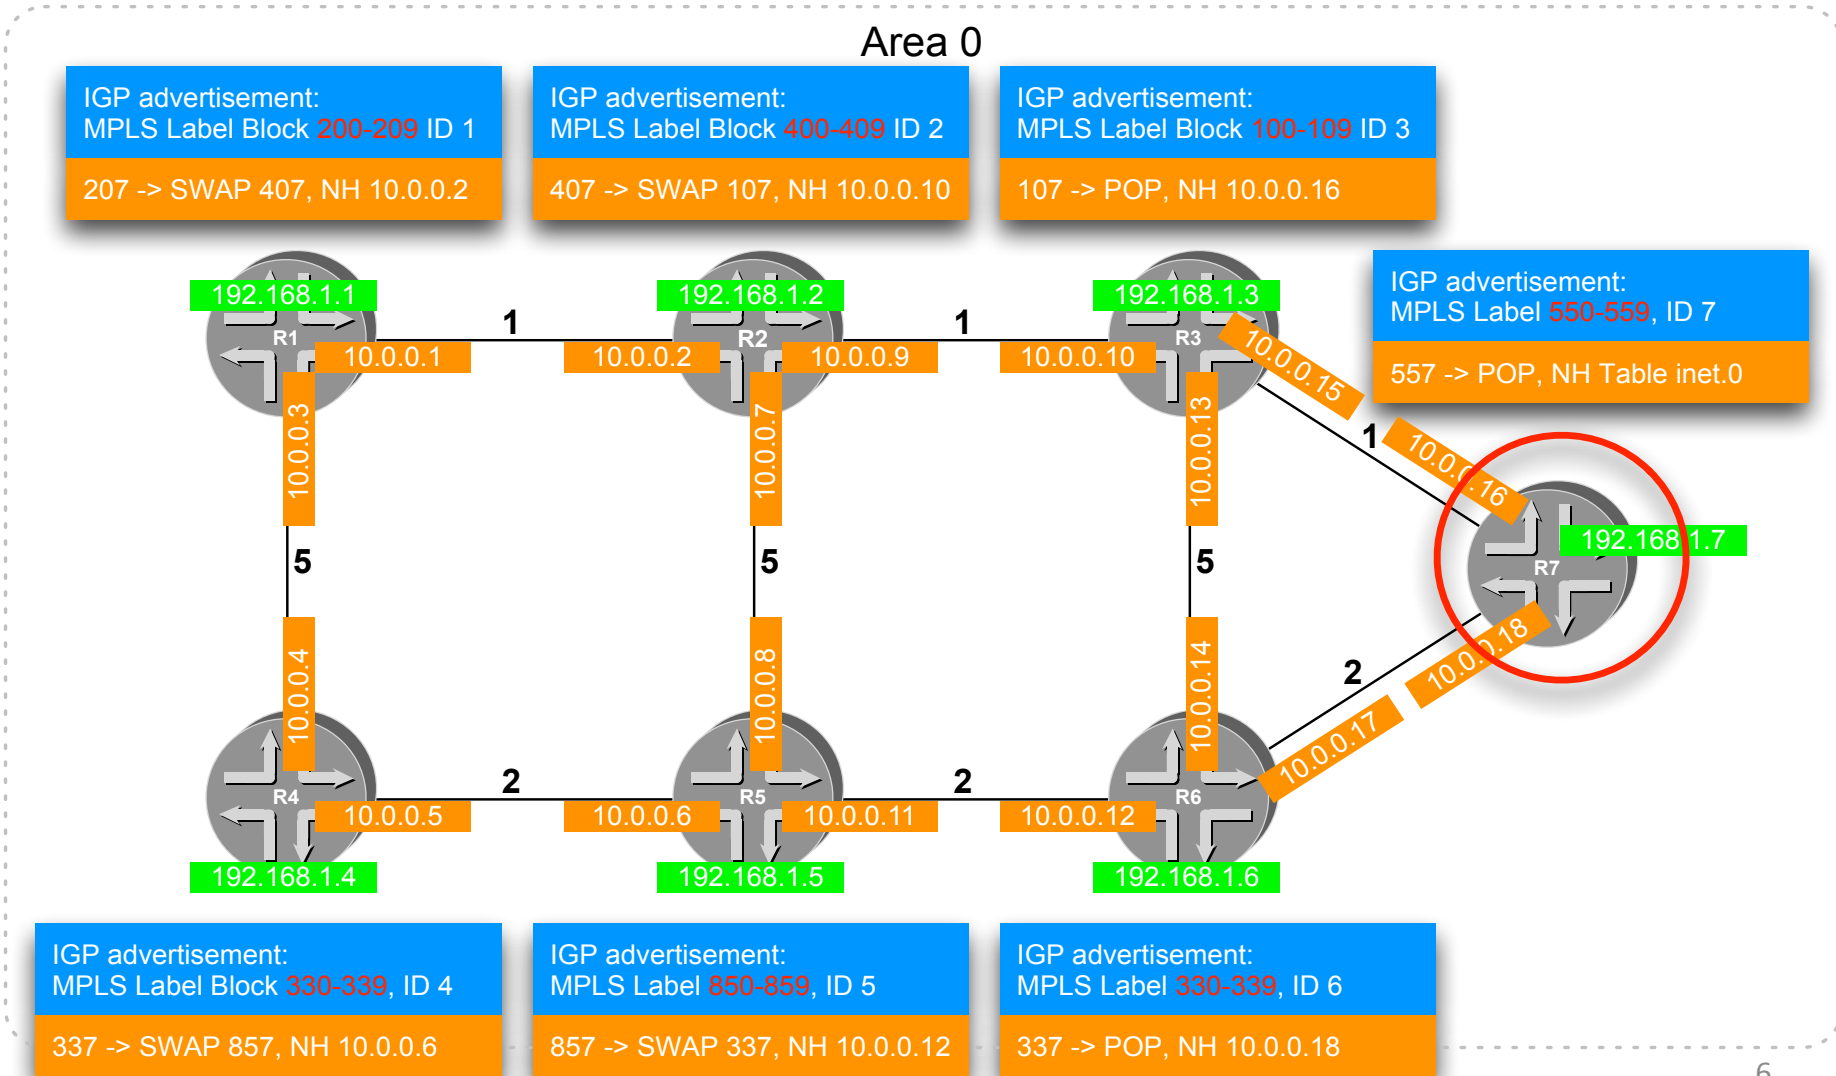 Area 0
IGP advertisement:
MPLS Label Block 200-209 ID 1
207 -> SWAP 407, NH 10.0.0.2
IGP advertisement:
MPLS Label Block 400-409 ID 2
407 -> SWAP 107, NH 10.0.0.10
IGP advertisement:
MPLS Label Block 100-109 ID 3
107 -> POP, NH 10.0.0.16
IGP advertisement:
MPLS Label 550-559, ID 7
557 -> POP, NH Table inet.0
192.168.1.1
R1
10.0.0.1
10.0.0.3
1
192.168.1.2
R2
10.0.0.2
10.0.0.9
10.0.0.7
1
192.168.1.3
R3
10.0.0.10
10.0.0.15
10.0.0.13
1
10.0.0.16
192.168.1.7
R7
10.0.0.18
5
5
5
2
10.0.0.17
10.0.0.4
R4
10.0.0.5
192.168.1.4
2
10.0.0.8
10.0.0.6
R5
10.0.0.11
192.168.1.5
2
10.0.0.14
10.0.0.12
R6
192.168.1.6
IGP advertisement:
MPLS Label Block 330-339, ID 4
337 -> SWAP 857, NH 10.0.0.6
IGP advertisement:
MPLS Label 850-859, ID 5
857 -> SWAP 337, NH 10.0.0.12
IGP advertisement:
MPLS Label 330-339, ID 6
337 -> POP, NH 10.0.0.18
6